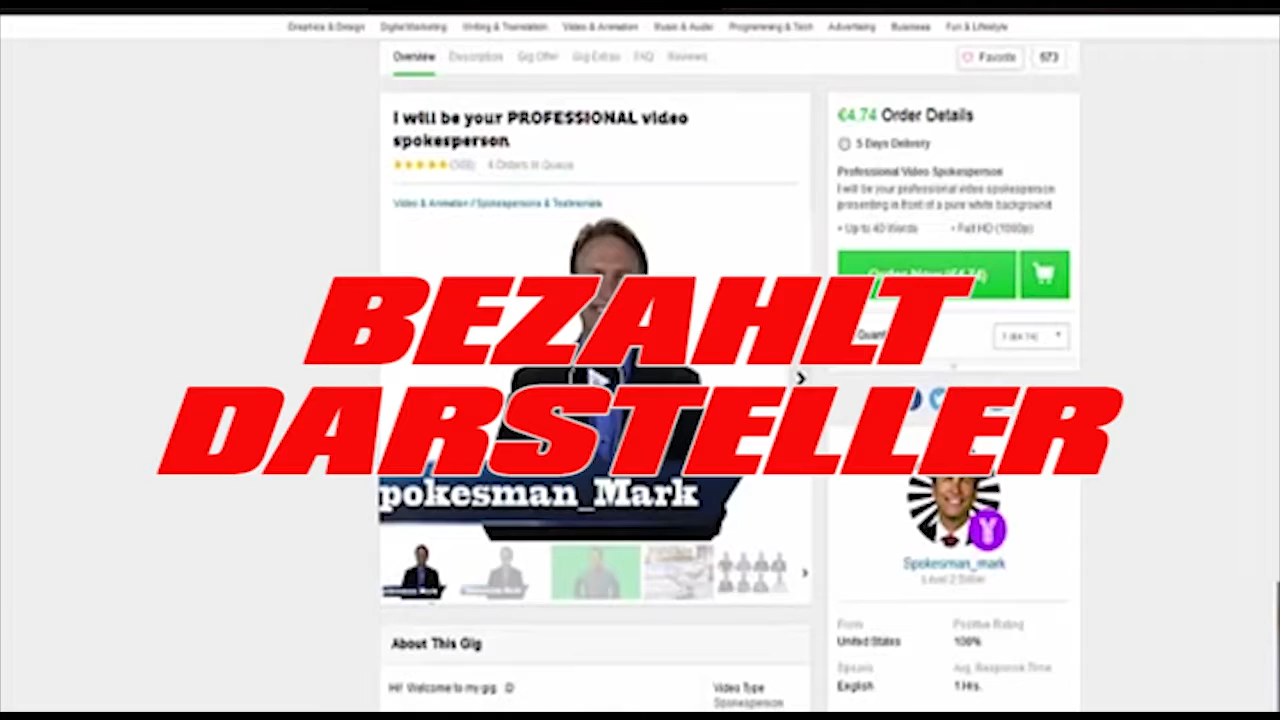 Graphics & Design Digital Marketing Writing & Translation Video & Animation Music & Audio Programming & Tech Advertising Business Fun & Lifestyle
Overview Description Gig Offer Gig Extras FAQ Reviews
Favorite 673
I will be your PROFESSIONAL video
spokesperson
4 Orders in Queue
Video & Animation / Spokespersons & Testimonials
€4.74 Order Details
5 Days Delivery
Professional Video Spokesperson
I will be your professional video spokesperson
presenting in front of a pure white background
• Up to 40 Words • Full HD (1080p)
BEZAHLT
DARSTELLER
pokesman_Mark
Spokesman_mark
Level 2 Seller
From Positive Rating
United States 100%
Speaks Avg. Response Time
English 1 Hrs.
About This Gig
Hi! Welcome to my gig :D
Video Type
Spokesperson